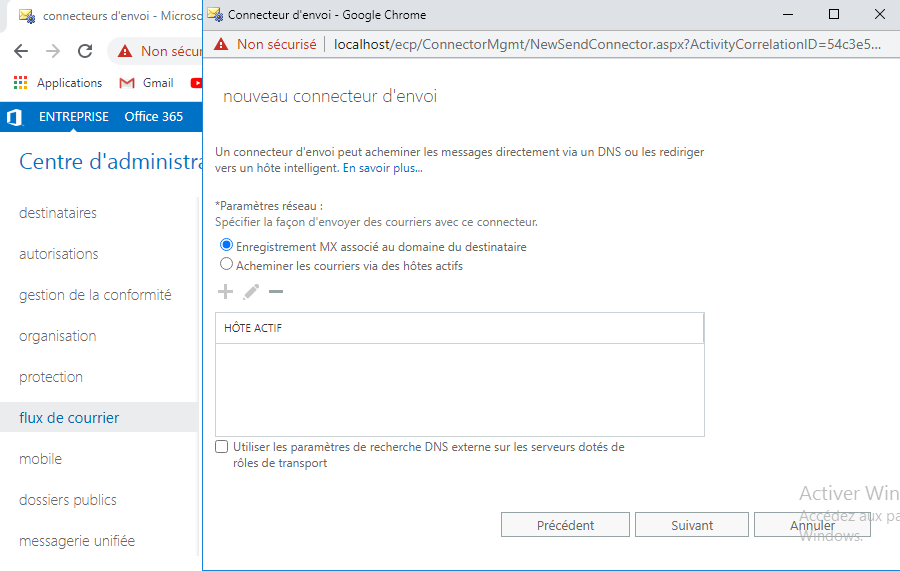 connecteurs d'envoi - Microso
Connecteur d'envoi - Google Chrome
Non sécur
Non sécurisé
localhost/ecp/ConnectorMgmt/NewSendConnector.aspx?ActivityCorrelationID=54c3e5...
Applications
Gmail
ENTREPRISE
Office 365
Centre d'administra
destinataires
autorisations
gestion de la conformité
organisation
protection
flux de courrier
mobile
dossiers publics
messagerie unifiée
nouveau connecteur d'envoi
Un connecteur d'envoi peut acheminer les messages directement via un DNS ou les rediriger
vers un hôte intelligent. En savoir plus...
*Paramètres réseau :
Spécifier la façon d'envoyer des courriers avec ce connecteur.
Enregistrement MX associé au domaine du destinataire
Acheminer les courriers via des hôtes actifs
HÔTE ACTIF
Utiliser les paramètres de recherche DNS externe sur les serveurs dotés de
rôles de transport
Précédent
Suivant
Annuler
Activer Win
Accédez aux pa
Windows.